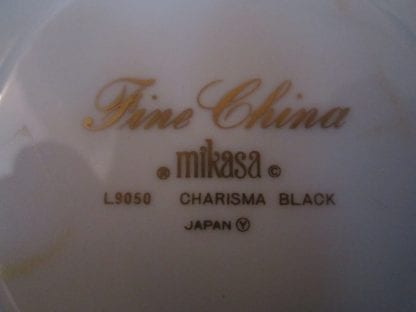 Fine China
® mikasa ©
L9050 CHARISMA BLACK
JAPAN Ⓨ